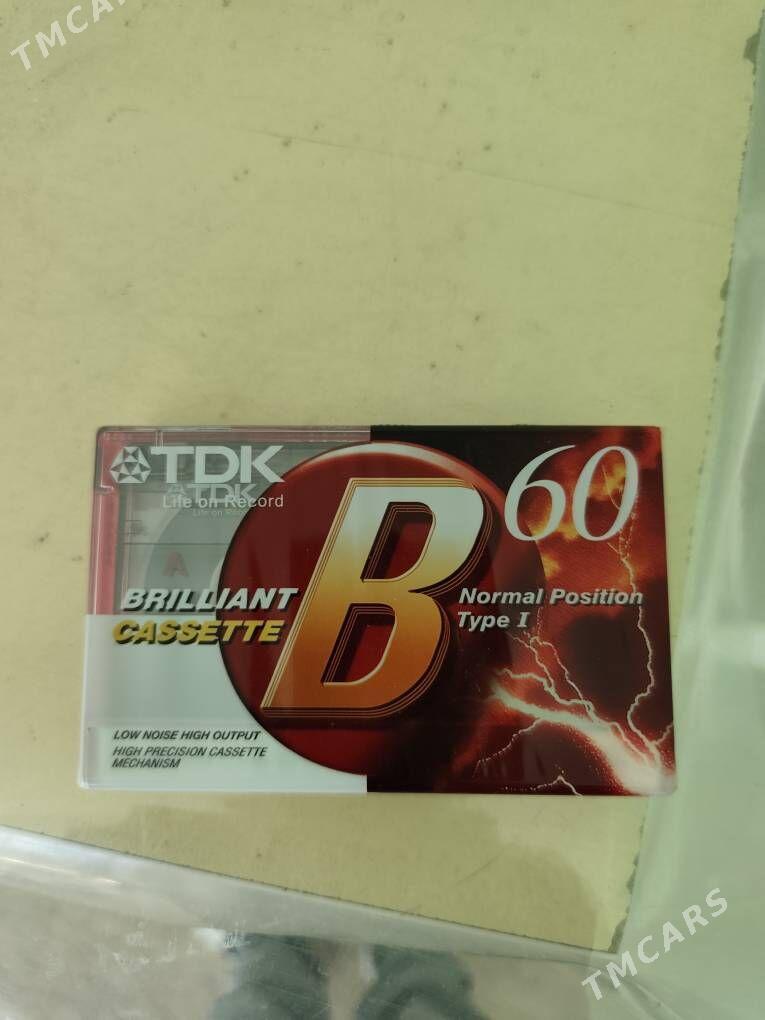 TMCARS
TDK
Life on Record
TDK
Life on Record
A
BRILLIANT
CASSETTE
B
60
Normal Position
Type I
LOW NOISE HIGH OUTPUT
HIGH PRECISION CASSETTE
MECHANISM
TMCARS